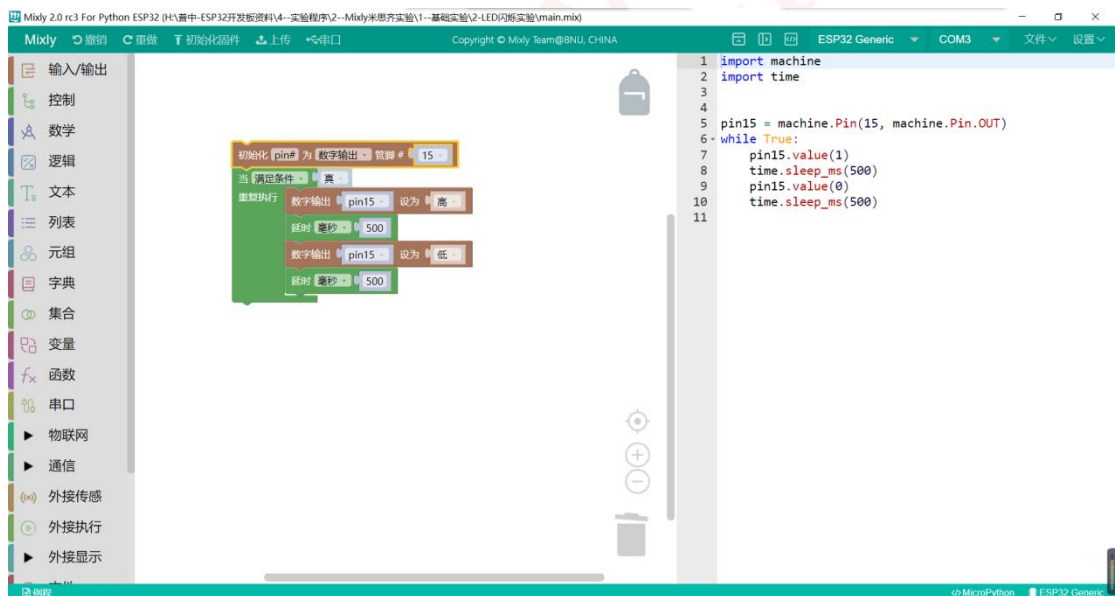 Mixly 2.0 rc3 For Python ESP32 (H:\普中-ESP32开发板资料\4--实验程序\2--Mixly米思齐实验\1--基础实验\2-LED闪烁实验\main.mix)
Mixly 撤销 重做 初始化固件 上传 串口 Copyright © Mixly Team@BNU, CHINA ESP32 Generic COM3 文件 设置
输入/输出
控制
数学
逻辑
文本
列表
元组
字典
集合
变量
函数
串口
物联网
通信
外接传感
外接执行
外接显示
初始化 pin# 为 数字输出 管脚 # 15
当 满足条件 真
重复执行 数字输出 pin15 设为 高
延时 毫秒 500
数字输出 pin15 设为 低
延时 毫秒 500
1 import machine
2 import time
3
4
5 pin15 = machine.Pin(15, machine.Pin.OUT)
6 while True:
7 pin15.value(1)
8 time.sleep_ms(500)
9 pin15.value(0)
10 time.sleep_ms(500)
11
例程 MicroPython ESP32 Generic